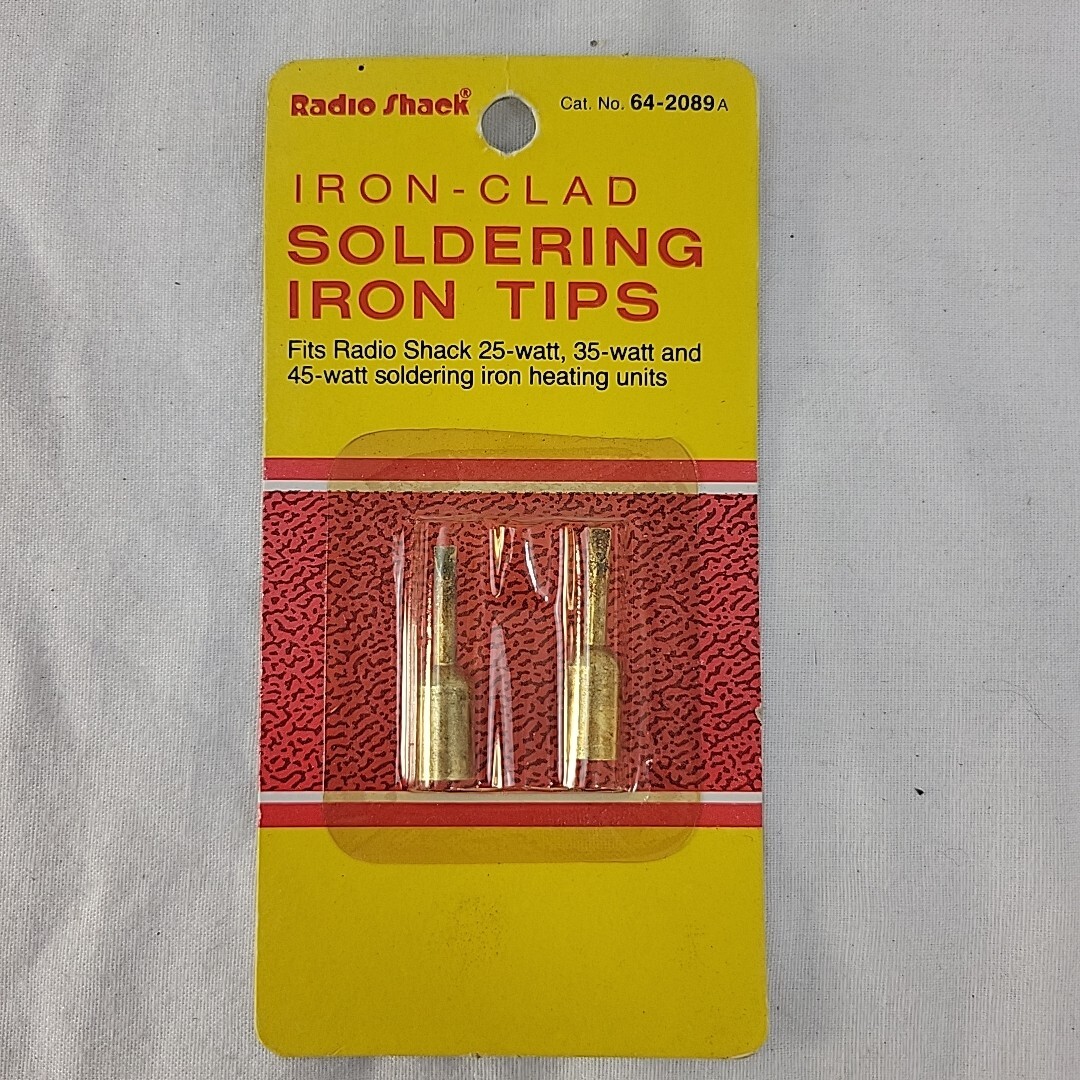 Radio Shack®
Cat. No. 64-2089A
IRON-CLAD
SOLDERING
IRON TIPS
Fits Radio Shack 25-watt, 35-watt and
45-watt soldering iron heating units